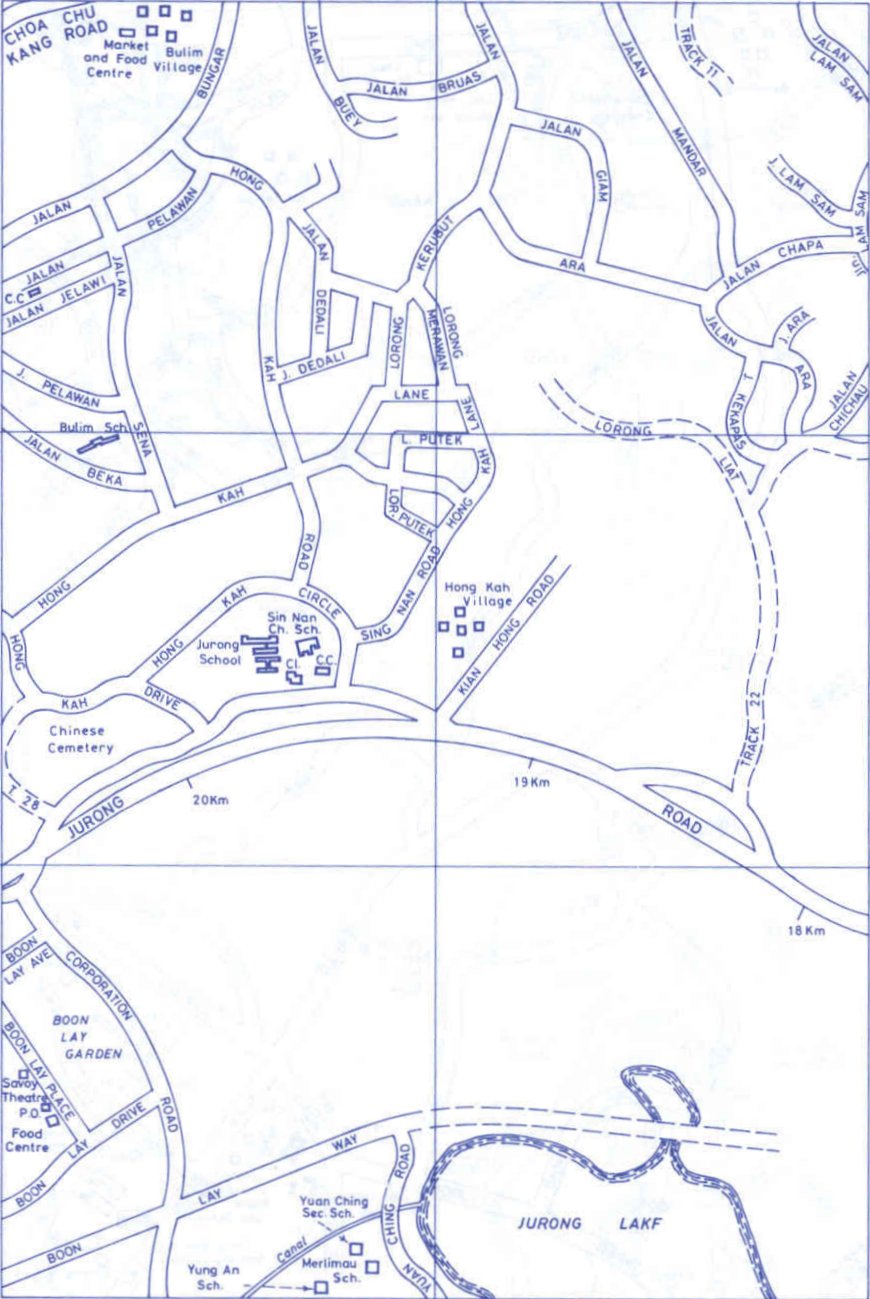 CHOA CHU
KANG ROAD
Market
and Food
Centre
Bulim
Village
BUNGAR
JALAN
JALAN BRUAS
BUEY
JALAN
JALAN
MANDAR
TRACK 11
JALAN
LAM SAM
JALAN
GIAM
J. LAM SAM
Jln. LAM SAM
JALAN
PELAWAN
HONG
JALAN
KERUBUT
ARA
JALAN CHAPA
JALAN
C.C
JALAN JELAWI
JALAN
DEDALI
LORONG
LORONG
MERAWAN
JALAN
J. ARA
ARA
JALAN
CHICHAU
J. PELAWAN
KAH
J. DEDALI
LANE
LANE
LORONG
T. KEKAPAS
LIAT
Bulim Sch.
SENA
JALAN
BEKA
L. PUTEK
KAH
HONG
LOR. PUTEK
HONG
KAH
ROAD
SING NAN ROAD
HONG
KAH
DRIVE
HONG
KAH
CIRCLE
Sin Nan
Ch. Sch.
Jurong
School
Cl.
C.C.
Hong Kah
Village
KIAN HONG ROAD
Chinese
Cemetery
T 28
JURONG
20Km
19Km
ROAD
TRACK 22
18Km
BOON
LAY AVE
CORPORATION
ROAD
BOON
LAY
GARDEN
BOON LAY PLACE
Savoy
Theatre
P.O.
Food
Centre
BOON LAY DRIVE
BOON
LAY
WAY
YUAN
CHING
ROAD
Yuan Ching
Sec. Sch.
Canal
Merlimau
Sch.
Yung An
Sch.
JURONG LAKF